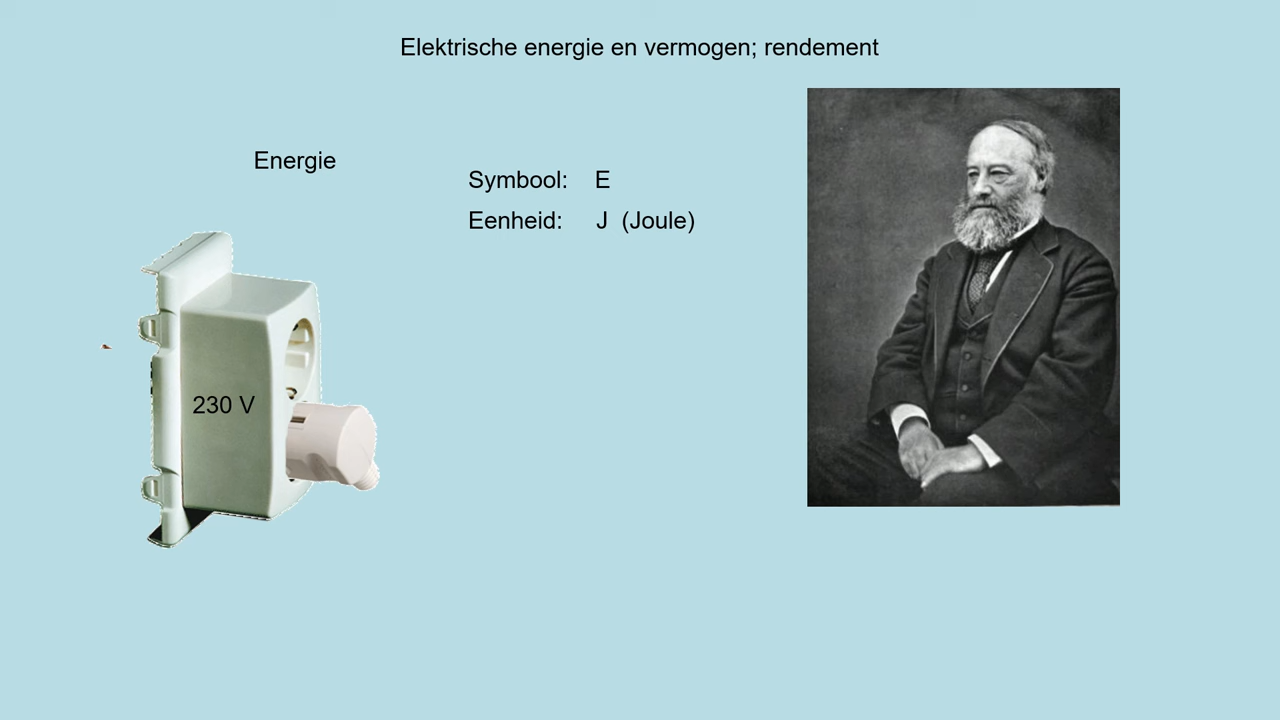 Elektrische energie en vermogen; rendement
Energie
Symbool: E
Eenheid: J (Joule)
230 V